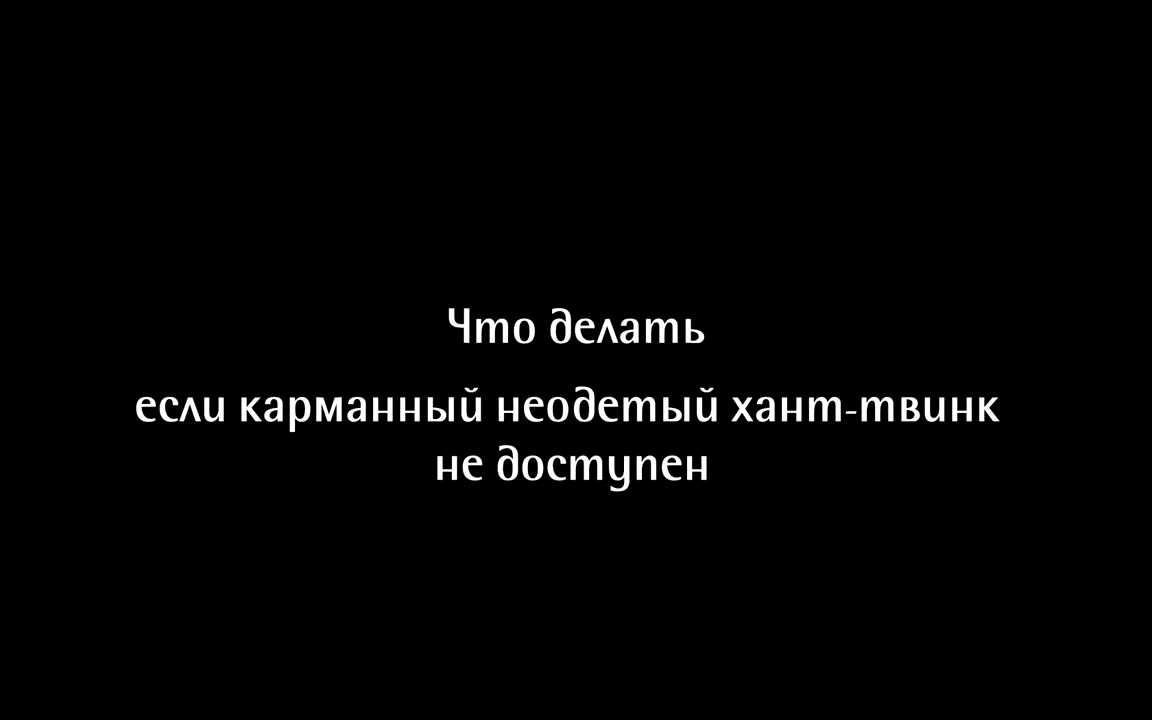 Что делать
если карманный неодетый хант-твинк
не доступен